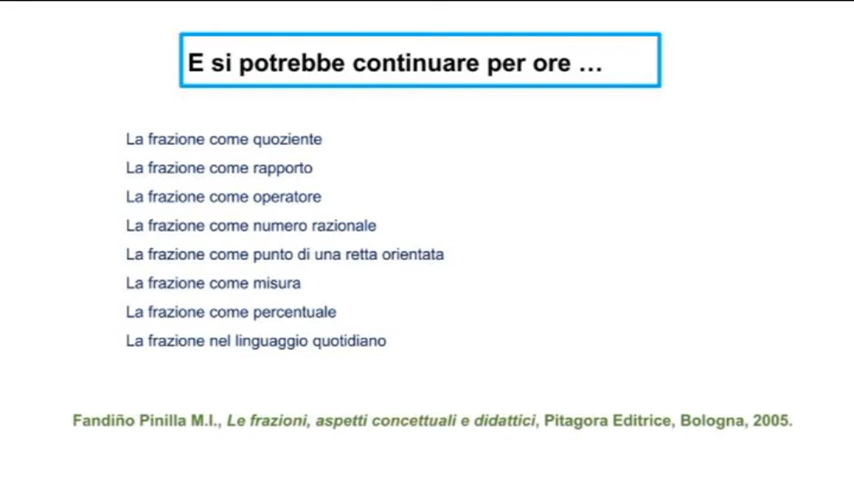 E si potrebbe continuare per ore …
La frazione come quoziente
La frazione come rapporto
La frazione come operatore
La frazione come numero razionale
La frazione come punto di una retta orientata
La frazione come misura
La frazione come percentuale
La frazione nel linguaggio quotidiano
Fandiño Pinilla M.I., Le frazioni, aspetti concettuali e didattici, Pitagora Editrice, Bologna, 2005.